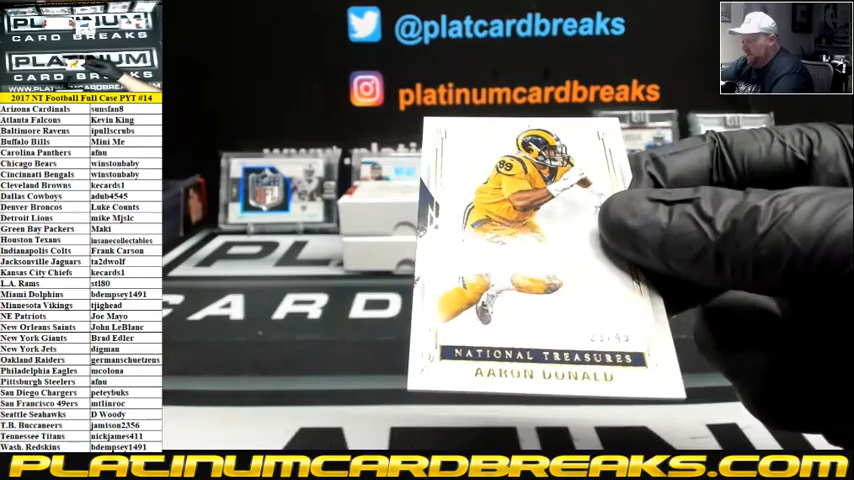 PLATINUM
CARD BREAKS
PLATINUM
CARD BREAKS
2017 NT Football Full Case PYT #14
Arizona Cardinals sunsfan8
Atlanta Falcons Kevin King
Baltimore Ravens ipullscrubs
Buffalo Bills Mini Me
Carolina Panthers afnu
Chicago Bears winstonbaby
Cincinnati Bengals winstonbaby
Cleveland Browns kecards1
Dallas Cowboys adub4545
Denver Broncos Luke Counts
Detroit Lions mike Mjslc
Green Bay Packers Maki
Houston Texans insanecollectables
Indianapolis Colts Frank Carson
Jacksonville Jaguars ta2dwolf
Kansas City Chiefs kecards1
L.A. Rams stl80
Miami Dolphins bdempsey1491
Minnesota Vikings tjighead
NE Patriots Joe Mayo
New Orleans Saints John LeBlanc
New York Giants Brad Edler
New York Jets digman
Oakland Raiders germanschuetzens
Philadelphia Eagles mcolona
Pittsburgh Steelers afnu
San Diego Chargers peteybuks
San Francisco 49ers mtlinroc
Seattle Seahawks D Woody
T.B. Buccaneers jamison2356
Tennessee Titans nickjames411
Wash. Redskins bdempsey1491
@platcardbreaks
platinumcardbreaks
NFL
99
NATIONAL TREASURES
AARON DONALD
CARD
PLATINUMCARDBREAKS.COM